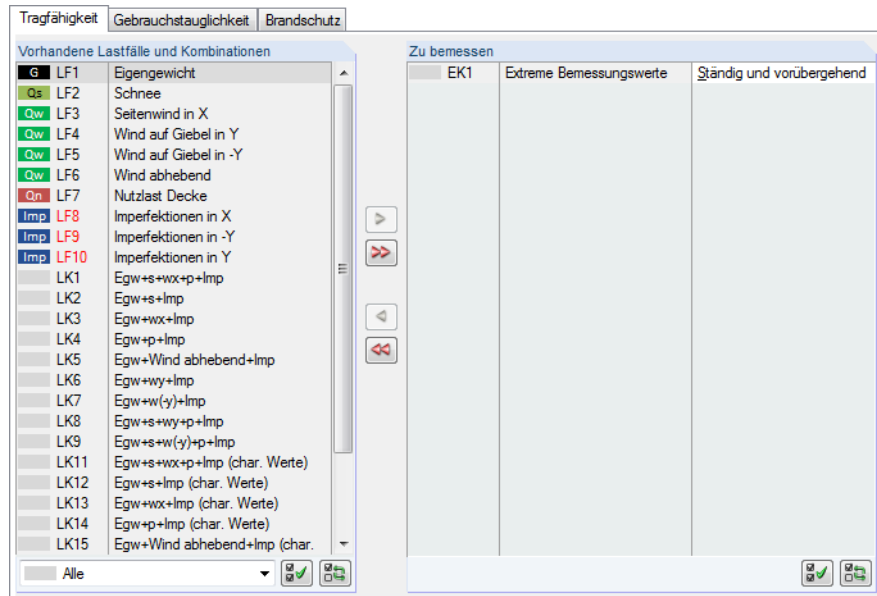 Tragfähigkeit Gebrauchstauglichkeit Brandschutz
Vorhandene Lastfälle und Kombinationen
G LF1 Eigengewicht
Qs LF2 Schnee
Qw LF3 Seitenwind in X
Qw LF4 Wind auf Giebel in Y
Qw LF5 Wind auf Giebel in -Y
Qw LF6 Wind abhebend
Qn LF7 Nutzlast Decke
Imp LF8 Imperfektionen in X
Imp LF9 Imperfektionen in -Y
Imp LF10 Imperfektionen in Y
LK1 Egw+s+wx+p+Imp
LK2 Egw+s+Imp
LK3 Egw+wx+Imp
LK4 Egw+p+Imp
LK5 Egw+Wind abhebend+Imp
LK6 Egw+wy+Imp
LK7 Egw+w(-y)+Imp
LK8 Egw+s+wy+p+Imp
LK9 Egw+s+w(-y)+p+Imp
LK11 Egw+s+wx+p+Imp (char. Werte)
LK12 Egw+s+Imp (char. Werte)
LK13 Egw+wx+Imp (char. Werte)
LK14 Egw+p+Imp (char. Werte)
LK15 Egw+Wind abhebend+Imp (char.
Alle
Zu bemessen
EK1 Extreme Bemessungswerte Ständig und vorübergehend